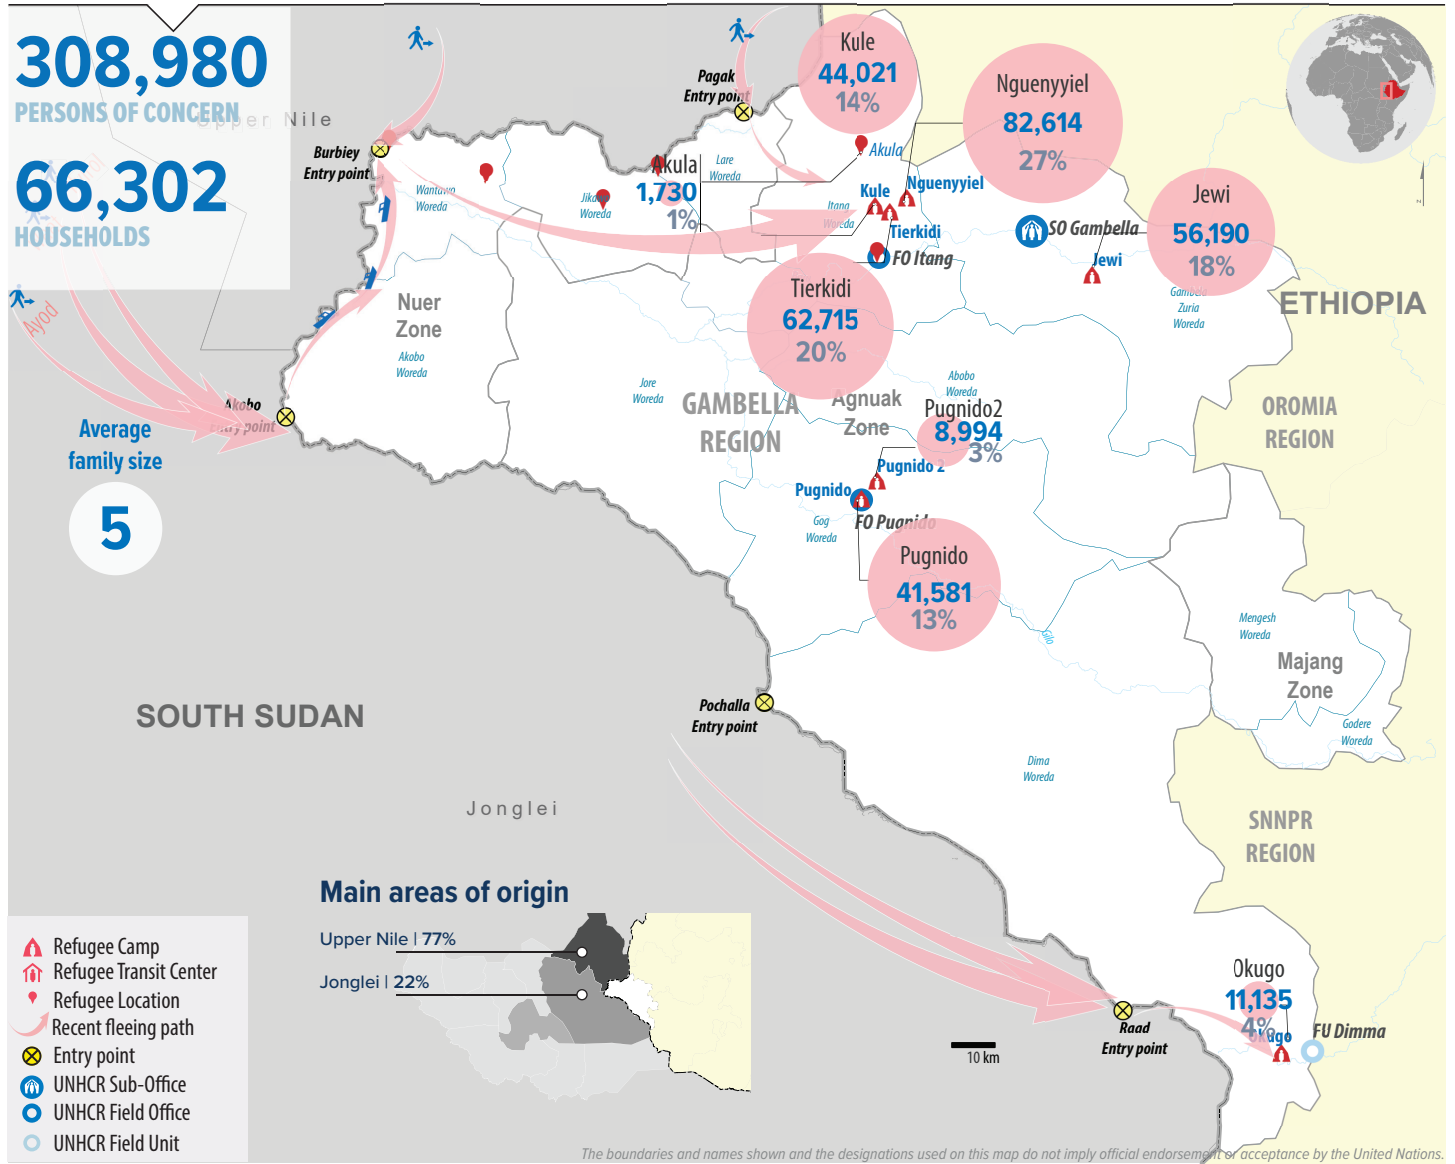 308,980
PERSONS OF CONCERN
66,302
HOUSEHOLDS
Upper Nile
Ayod
Average
family size
5
Burbiey
Entry point
Pagak
Entry point
Akobo
entry point
Pochalla
Entry point
Raad
Entry point
Kule
44,021
14%
Nguenyyiel
82,614
27%
Jewi
56,190
18%
Akula
1,730
1%
Tierkidi
62,715
20%
Pugnido2
8,994
3%
Pugnido
41,581
13%
Okugo
11,135
4%
Okugo
FU Dimma
Akula
Kule
Nguenyyiel
Tierkidi
FO Itang
SO Gambella
Jewi
Pugnido 2
Pugnido
FO Pugnido
Wantawo
Woreda
Jikawo
Woreda
Lare
Woreda
Itang
Woreda
Gambela
Zuria
Woreda
Nuer
Zone
Akobo
Woreda
Jore
Woreda
GAMBELLA
REGION
Agnuak
Zone
Abobo
Woreda
Gog
Woreda
Gilo
Dima
Woreda
Mengesh
Woreda
Majang
Zone
Godere
Woreda
ETHIOPIA
OROMIA
REGION
SNNPR
REGION
SOUTH SUDAN
Jonglei
N
Main areas of origin
Upper Nile | 77%
Jonglei | 22%
10 km
Refugee Camp
Refugee Transit Center
Refugee Location
Recent fleeing path
Entry point
UNHCR Sub-Office
UNHCR Field Office
UNHCR Field Unit
The boundaries and names shown and the designations used on this map do not imply official endorsement or acceptance by the United Nations.